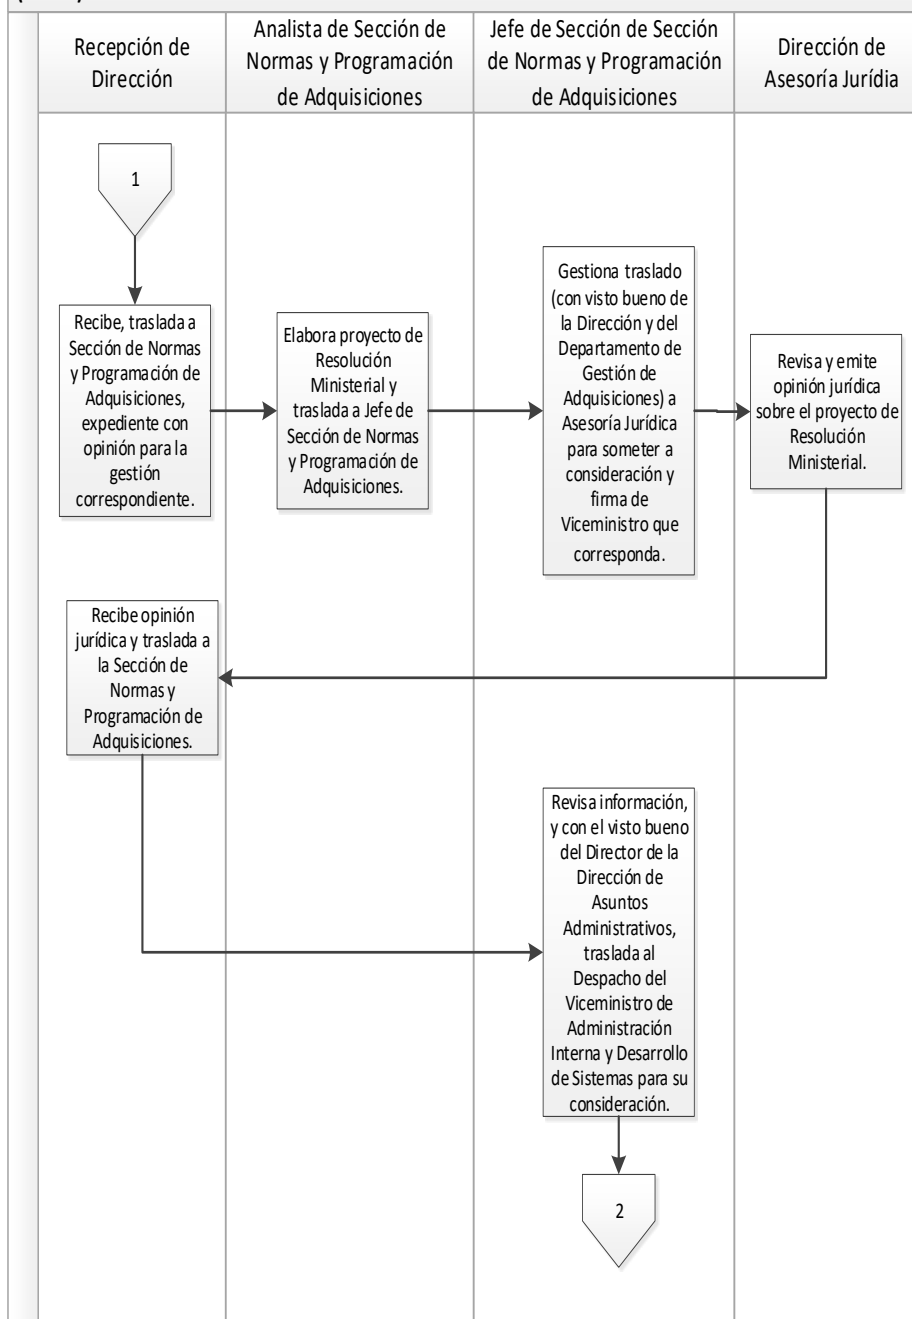 Recepción de
Dirección
Analista de Sección de
Normas y Programación
de Adquisiciones
Jefe de Sección de Sección
de Normas y Programación
de Adquisiciones
Dirección de
Asesoría Jurídia
1
Recibe, traslada a
Sección de Normas
y Programación de
Adquisiciones,
expediente con
opinión para la
gestión
correspondiente.
Elabora proyecto de
Resolución
Ministerial y
traslada a Jefe de
Sección de Normas
y Programación de
Adquisiciones.
Gestiona traslado
(con visto bueno de
la Dirección y del
Departamento de
Gestión de
Adquisiciones) a
Asesoría Jurídica
para someter a
consideración y
firma de
Viceministro que
corresponda.
Revisa y emite
opinión jurídica
sobre el proyecto de
Resolución
Ministerial.
Recibe opinión
jurídica y traslada a
la Sección de
Normas y
Programación de
Adquisiciones.
Revisa información,
y con el visto bueno
del Director de la
Dirección de
Asuntos
Administrativos,
traslada al
Despacho del
Viceministro de
Administración
Interna y Desarrollo
de Sistemas para su
consideración.
2